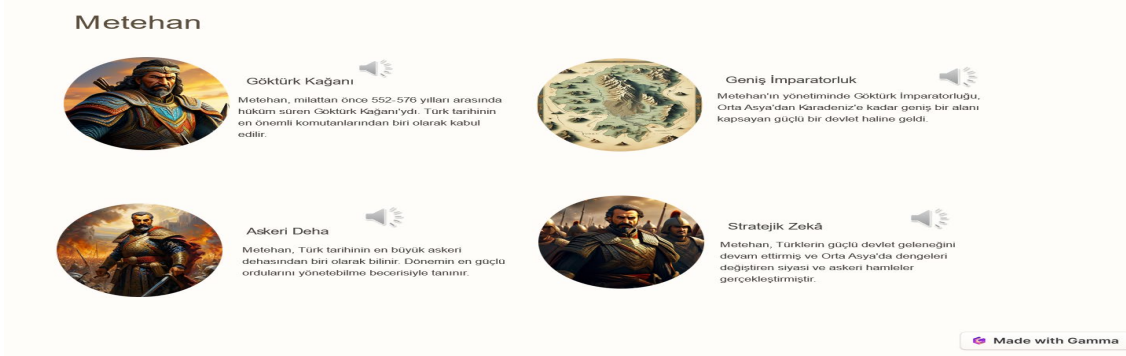 Metehan
Göktürk Kağanı
Metehan, milattan önce 552-576 yılları arasında
hüküm süren Göktürk Kağanı'ydı. Türk tarihinin
en önemli komutanlarından biri olarak kabul
edilir.
Geniş İmparatorluk
Metehan'ın yönetiminde Göktürk İmparatorluğu,
Orta Asya'dan Karadeniz'e kadar geniş bir alanı
kapsayan güçlü bir devlet haline geldi.
Askeri Deha
Metehan, Türk tarihinin en büyük askeri
dehasından biri olarak bilinir. Dönemin en güçlü
ordularını yönetebilme becerisiyle tanınır.
Stratejik Zekâ
Metehan, Türklerin güçlü devlet geleneğini
devam ettirmiş ve Orta Asya'da dengeleri
değiştiren siyasi ve askeri hamleler
gerçekleştirmiştir.
Made with Gamma